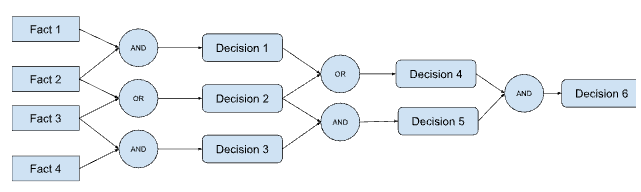 Fact 1
AND
Decision 1
OR
Decision 4
Fact 2
OR
Decision 2
AND
Decision 6
Fact 3
AND
Decision 5
AND
Decision 3
Fact 4